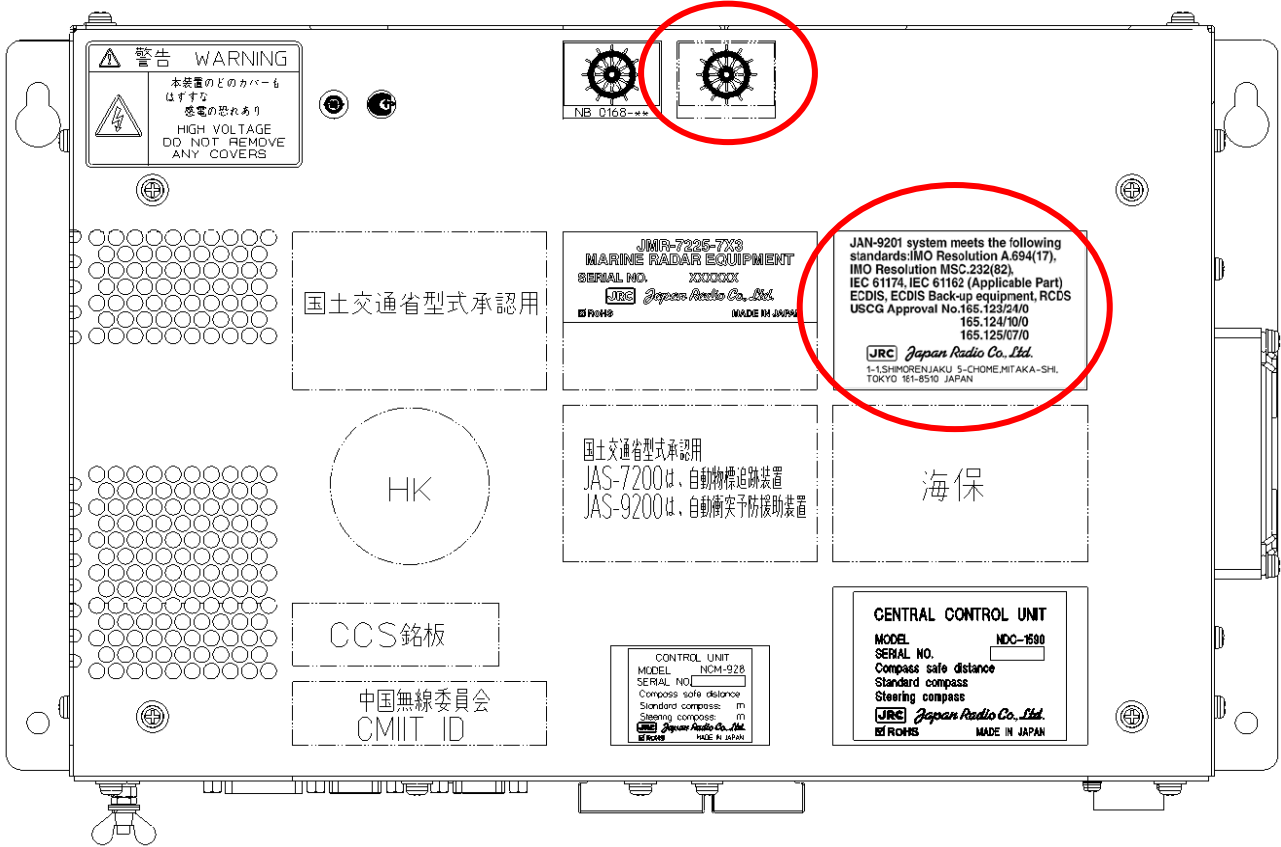 警告 WARNING
本装置のどのカバーも
はずすな
感電の恐れあり
HIGH VOLTAGE
DO NOT REMOVE
ANY COVERS
NB 0168-**
国土交通省型式承認用
JMR-7225-7X3
MARINE RADAR EQUIPMENT
SERIAL NO. XXXXXX
JRC Japan Radio Co., Ltd.
RoHS MADE IN JAPAN
JAN-9201 system meets the following
standards:IMO Resolution A.694(17),
IMO Resolution MSC.232(82),
IEC 61174, IEC 61162 (Applicable Part)
ECDIS, ECDIS Back-up equipment, RCDS
USCG Approval No.165.123/24/0
165.124/10/0
165.125/07/0
JRC Japan Radio Co., Ltd.
1-1,SHIMORENJAKU 5-CHOME,MITAKA-SHI,
TOKYO 181-8510 JAPAN
HK
国土交通省型式承認用
JAS-7200は、自動物標追跡装置
JAS-9200は、自動衝突予防援助装置
海保
CCS銘板
中国無線委員会
CMIIT ID
CONTROL UNIT
MODEL NCM-928
SERIAL NO.
Compass safe distance
Standard compass: m
Steering compass: m
JRC Japan Radio Co., Ltd.
RoHS MADE IN JAPAN
CENTRAL CONTROL UNIT
MODEL NDC-1590
SERIAL NO.
Compass safe distance
Standard compass
Steering compass
JRC Japan Radio Co., Ltd.
RoHS MADE IN JAPAN